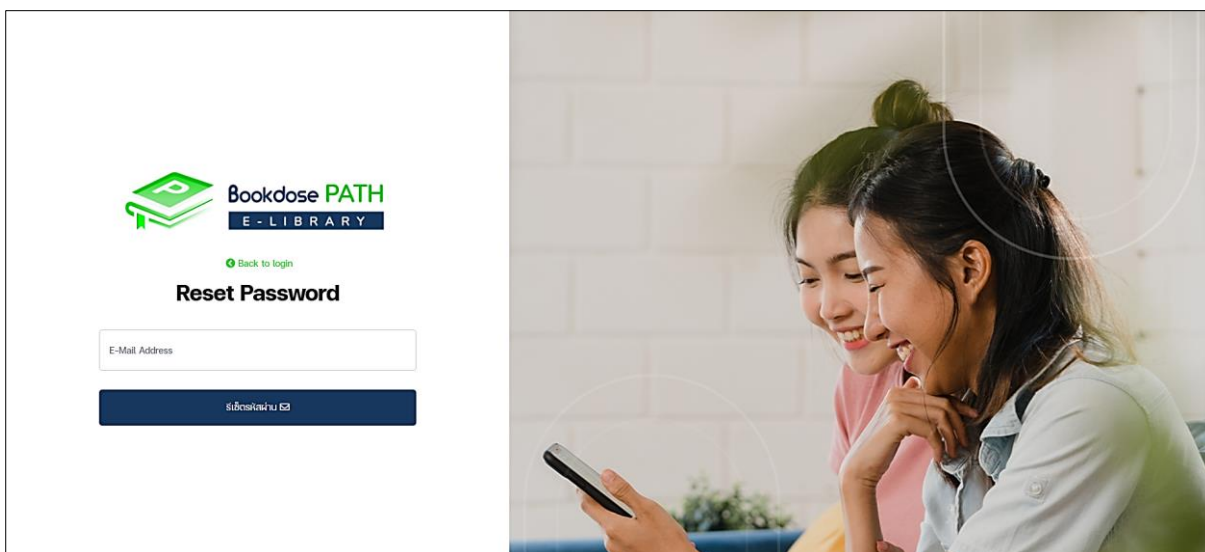 P
Bookdose PATH
E-LIBRARY
Back to login
Reset Password
E-Mail Address
รีเซ็ตรหัสผ่าน